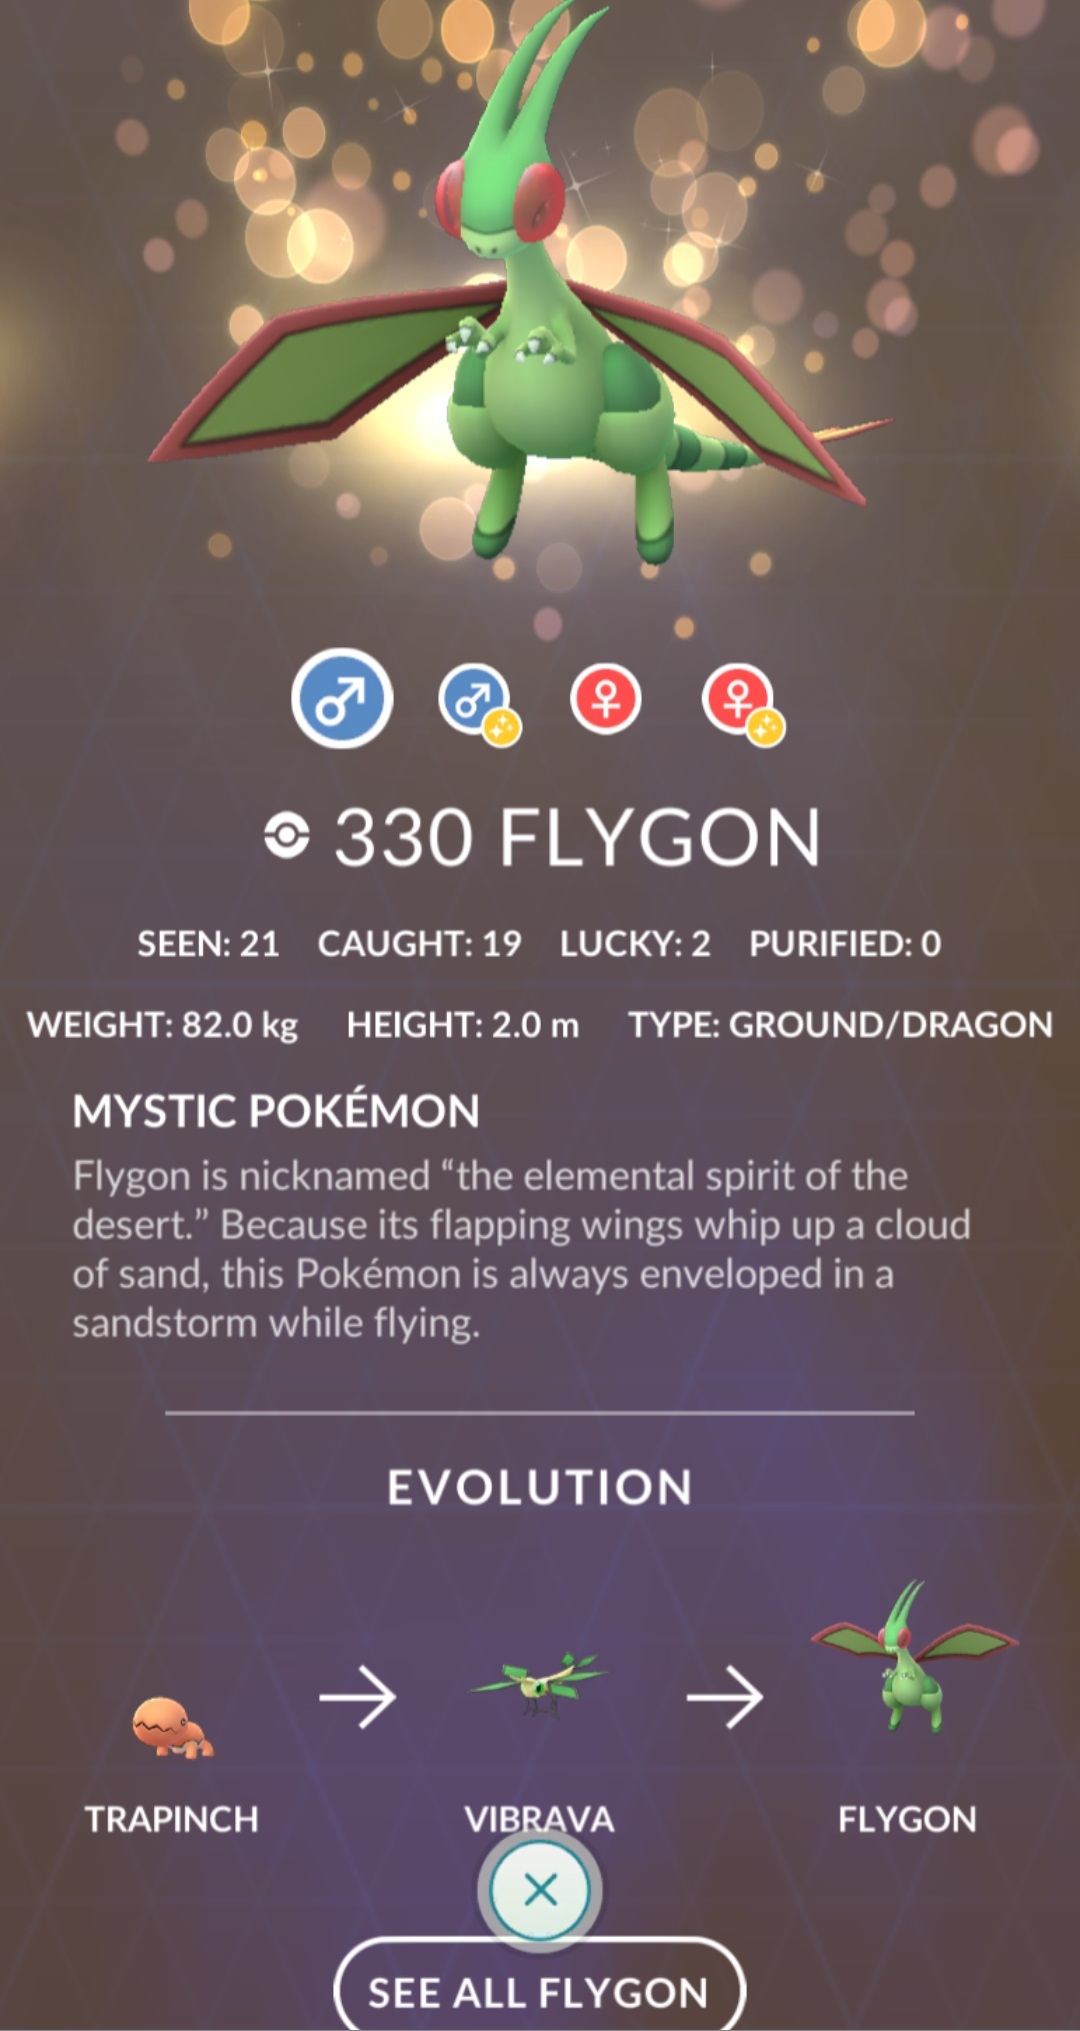 330 FLYGON
SEEN: 21 CAUGHT: 19 LUCKY: 2 PURIFIED: 0
WEIGHT: 82.0 kg HEIGHT: 2.0 m TYPE: GROUND/DRAGON
MYSTIC POKÉMON
Flygon is nicknamed “the elemental spirit of the
desert.” Because its flapping wings whip up a cloud
of sand, this Pokémon is always enveloped in a
sandstorm while flying.
EVOLUTION
TRAPINCH VIBRAVA FLYGON
SEE ALL FLYGON